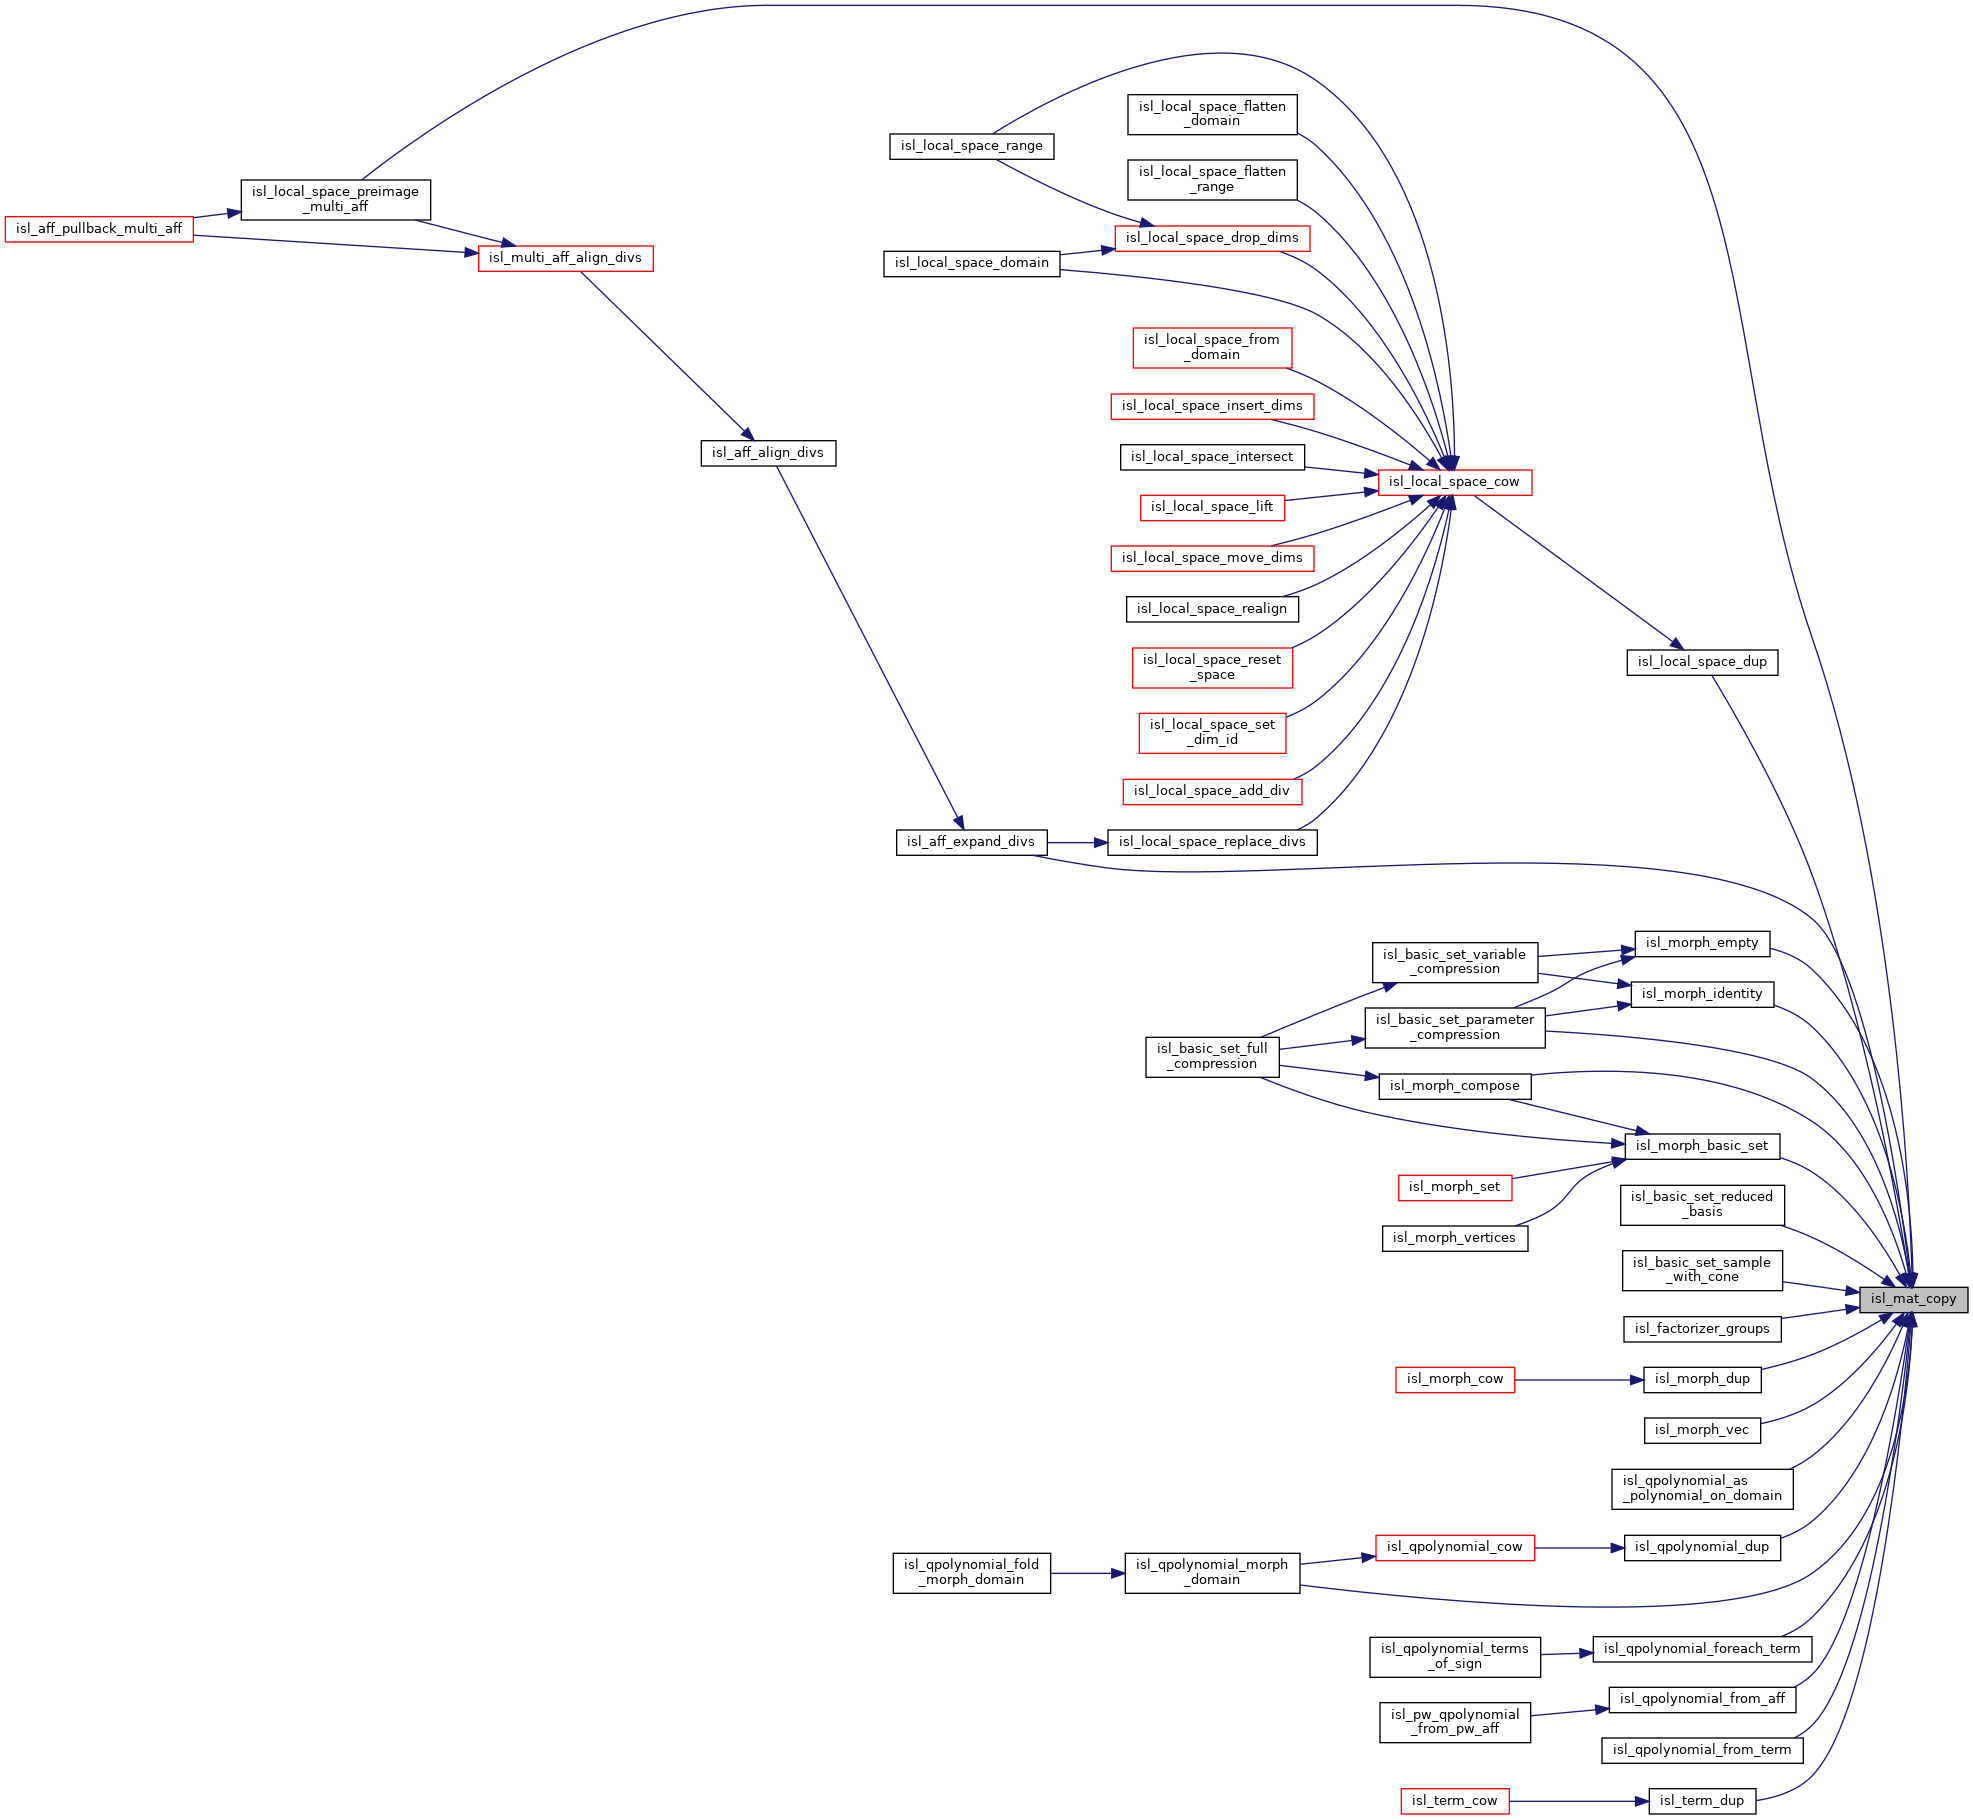 isl_local_space_flatten
_domain
isl_local_space_range
isl_local_space_flatten
_range
isl_local_space_preimage
_multi_aff
isl_aff_pullback_multi_aff
isl_local_space_drop_dims
isl_multi_aff_align_divs
isl_local_space_domain
isl_local_space_from
_domain
isl_local_space_insert_dims
isl_aff_align_divs
isl_local_space_intersect
isl_local_space_cow
isl_local_space_lift
isl_local_space_move_dims
isl_local_space_realign
isl_local_space_reset
_space
isl_local_space_dup
isl_local_space_set
_dim_id
isl_local_space_add_div
isl_aff_expand_divs
isl_local_space_replace_divs
isl_morph_empty
isl_basic_set_variable
_compression
isl_morph_identity
isl_basic_set_parameter
_compression
isl_basic_set_full
_compression
isl_morph_compose
isl_morph_basic_set
isl_morph_set
isl_basic_set_reduced
_basis
isl_morph_vertices
isl_basic_set_sample
_with_cone
isl_mat_copy
isl_factorizer_groups
isl_morph_cow
isl_morph_dup
isl_morph_vec
isl_qpolynomial_as
_polynomial_on_domain
isl_qpolynomial_cow
isl_qpolynomial_dup
isl_qpolynomial_fold
_morph_domain
isl_qpolynomial_morph
_domain
isl_qpolynomial_terms
_of_sign
isl_qpolynomial_foreach_term
isl_qpolynomial_from_aff
isl_pw_qpolynomial
_from_pw_aff
isl_qpolynomial_from_term
isl_term_cow
isl_term_dup